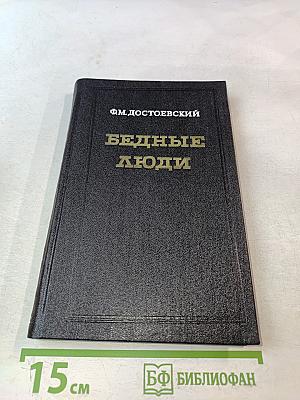 Ф.М.ДОСТОЕВСКИЙ
БЕДНЫЕ
ЛЮДИ
15 см
БФ БИБЛИОФАН